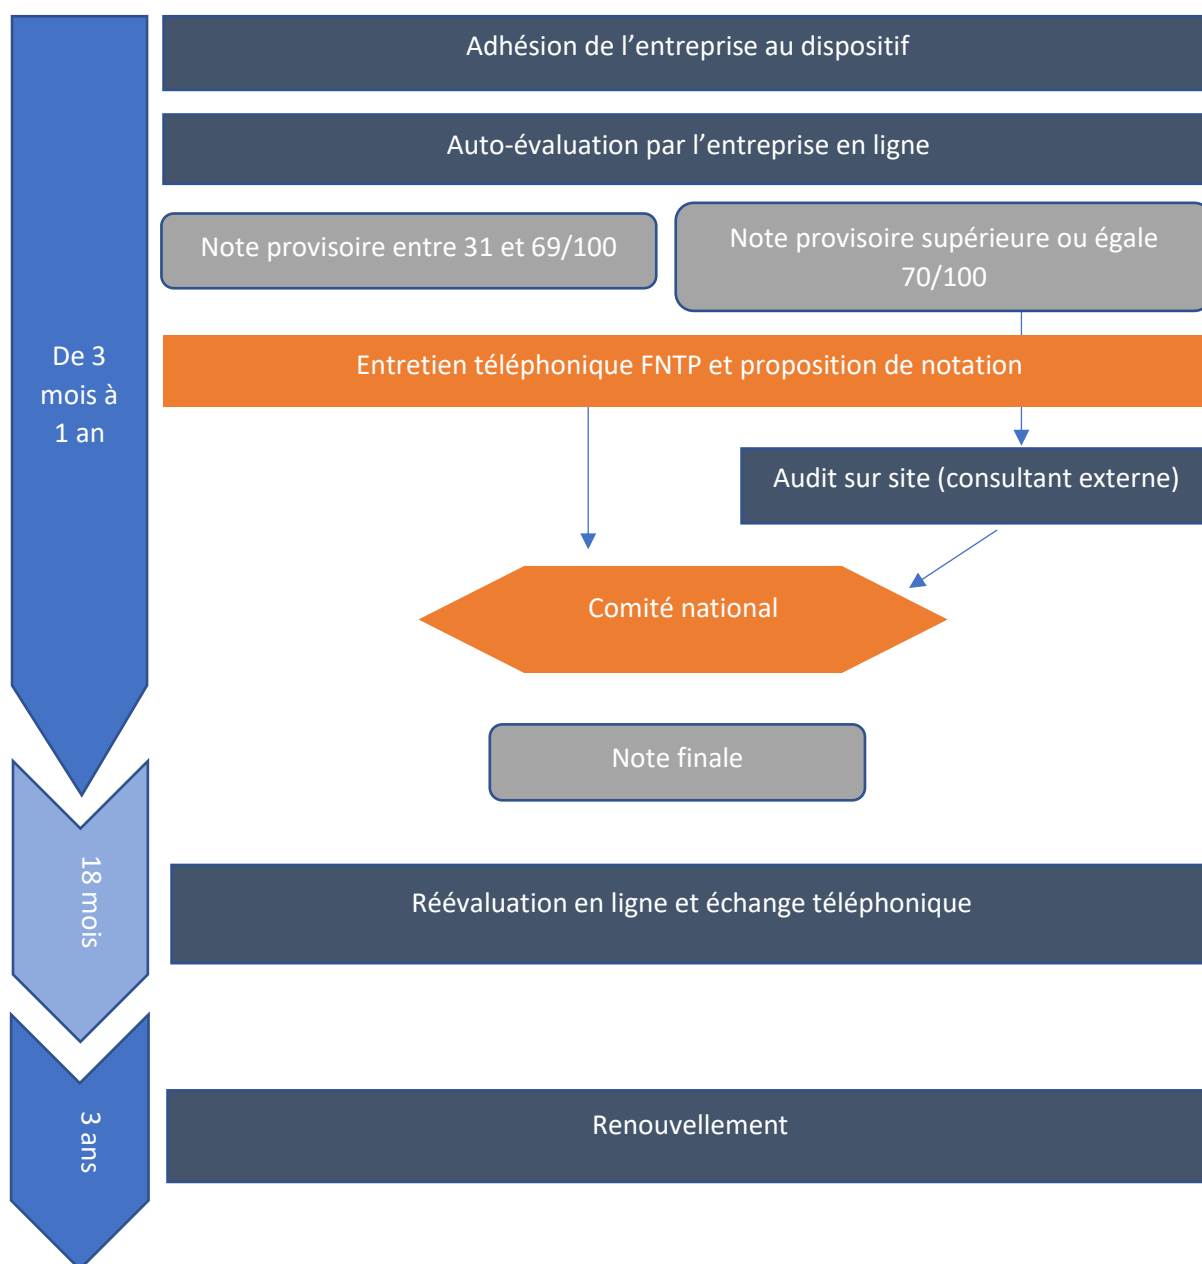 Adhésion de l’entreprise au dispositif
Auto-évaluation par l’entreprise en ligne
Note provisoire entre 31 et 69/100
Note provisoire supérieure ou égale
70/100
De 3
mois à
1 an
Entretien téléphonique FNTP et proposition de notation
Audit sur site (consultant externe)
Comité national
Note finale
18 mois
Réévaluation en ligne et échange téléphonique
3 ans
Renouvellement